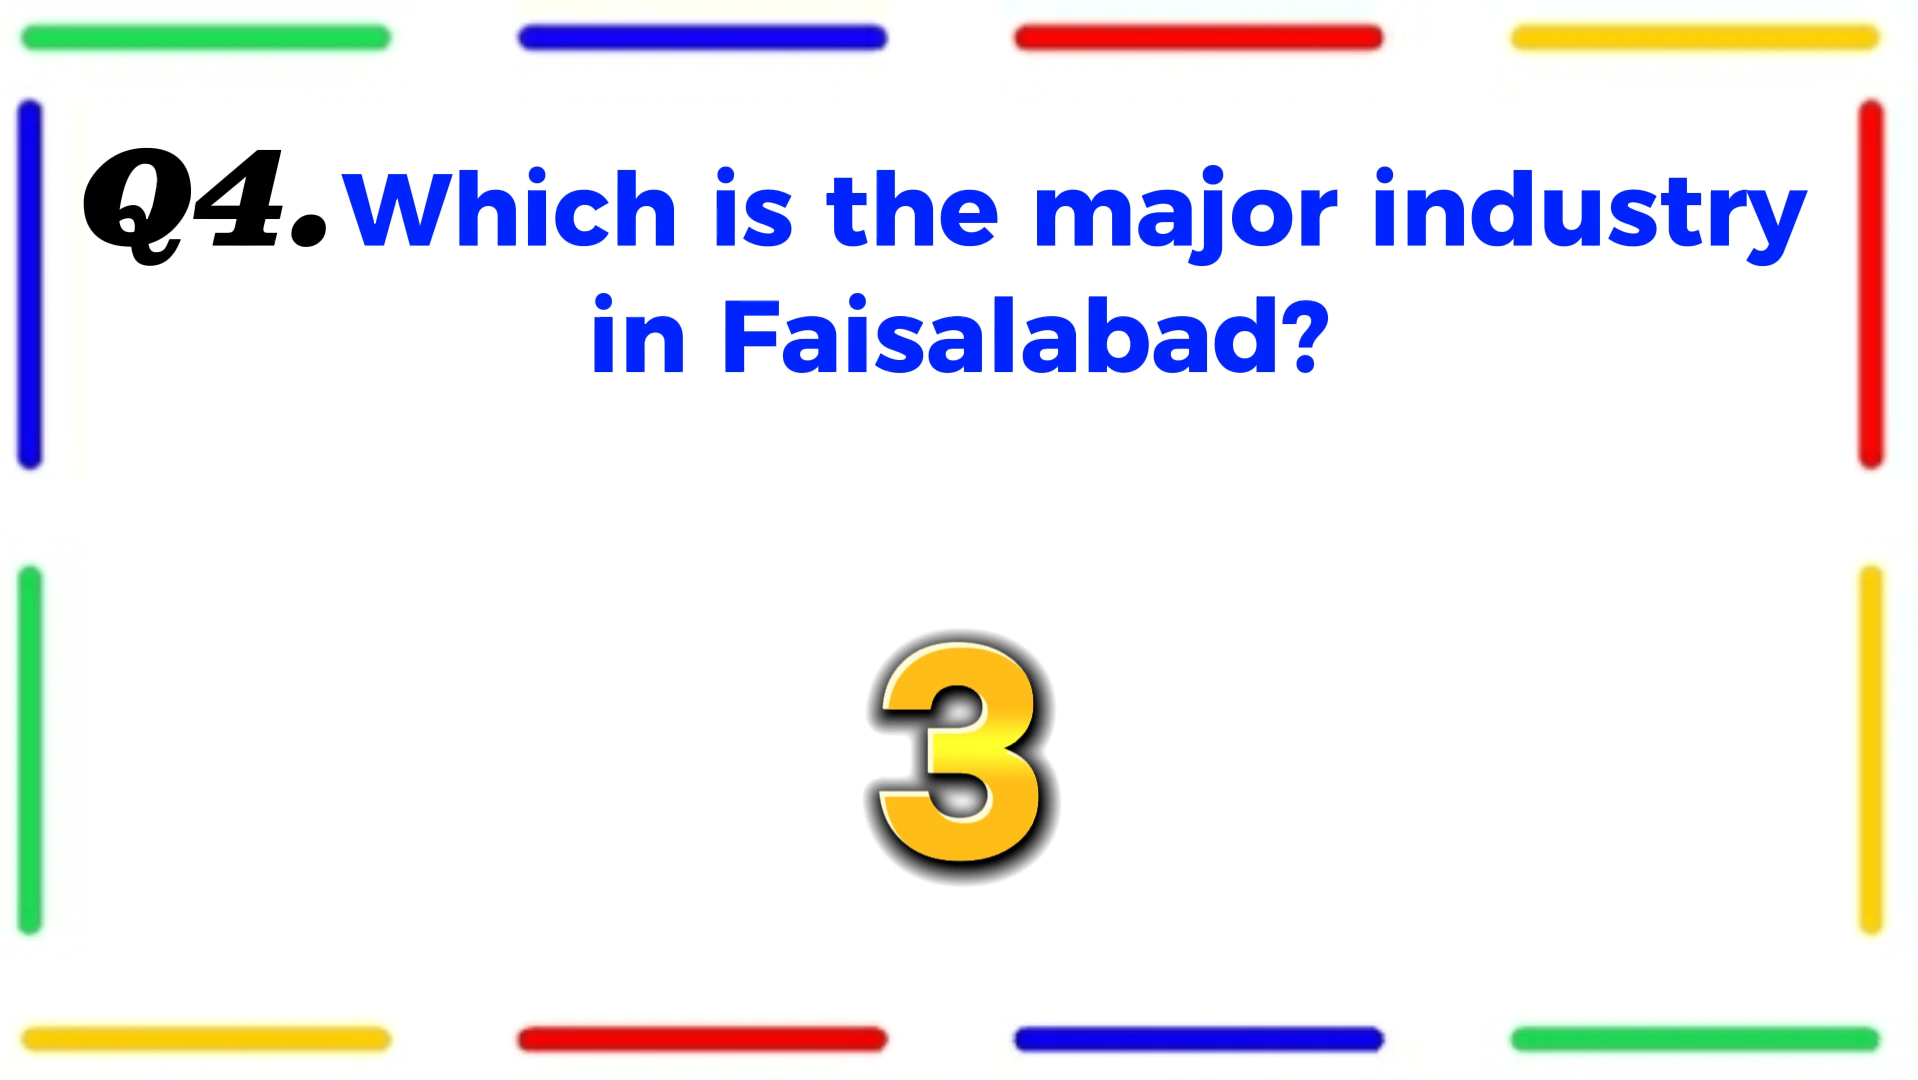 Q4. Which is the major industry
in Faisalabad?
3